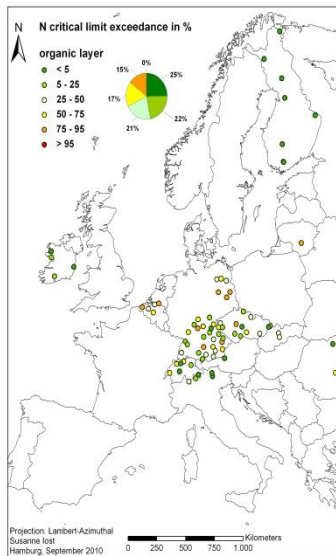 N critical limit exceedance in %
N
organic layer
< 5
5 - 25
25 - 50
50 - 75
75 - 95
> 95
0%
15%
25%
17%
22%
21%
Projection: Lambert-Azimuthal
Susanne Iost
Hamburg, September 2010
Kilometers
0 250 500 750 1.000